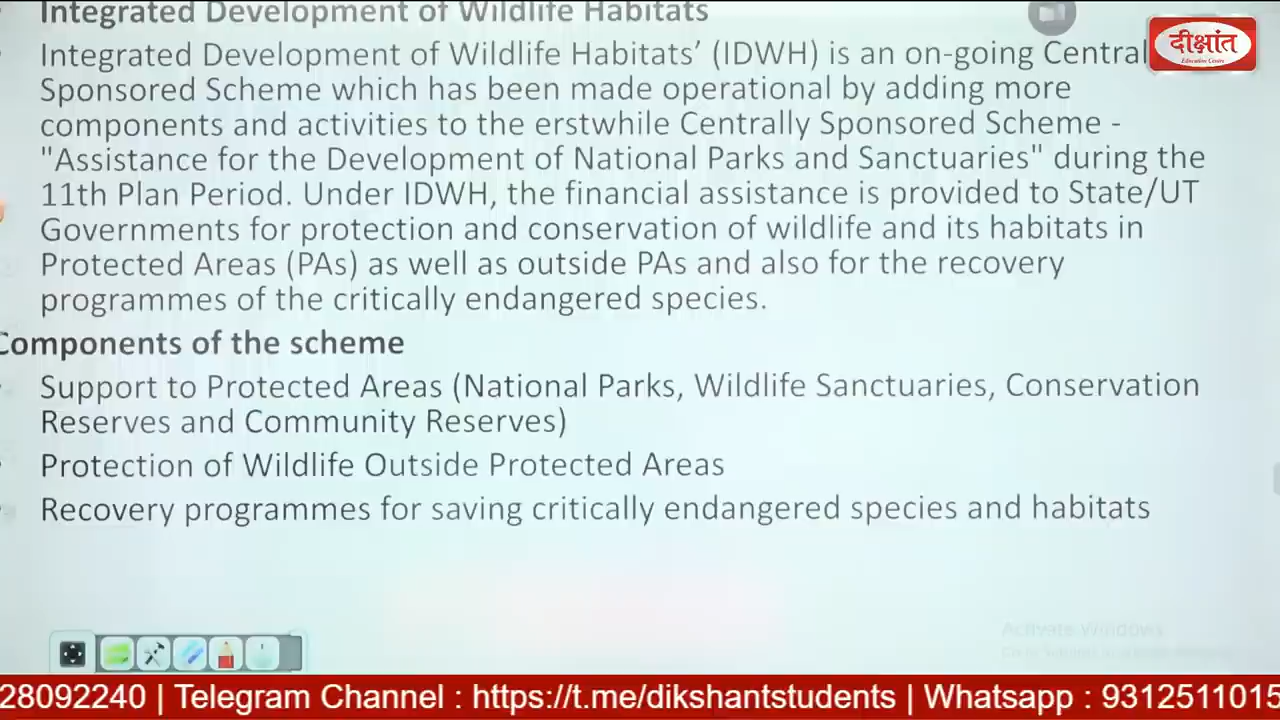 Integrated Development of Wildlife Habitats
Integrated Development of Wildlife Habitats’ (IDWH) is an on-going Central
Sponsored Scheme which has been made operational by adding more
components and activities to the erstwhile Centrally Sponsored Scheme -
"Assistance for the Development of National Parks and Sanctuaries" during the
11th Plan Period. Under IDWH, the financial assistance is provided to State/UT
Governments for protection and conservation of wildlife and its habitats in
Protected Areas (PAs) as well as outside PAs and also for the recovery
programmes of the critically endangered species.
Components of the scheme
Support to Protected Areas (National Parks, Wildlife Sanctuaries, Conservation
Reserves and Community Reserves)
Protection of Wildlife Outside Protected Areas
Recovery programmes for saving critically endangered species and habitats
दीक्षांत
Education Centre
Activate Windows
28092240 | Telegram Channel : https://t.me/dikshantstudents | Whatsapp : 9312511015